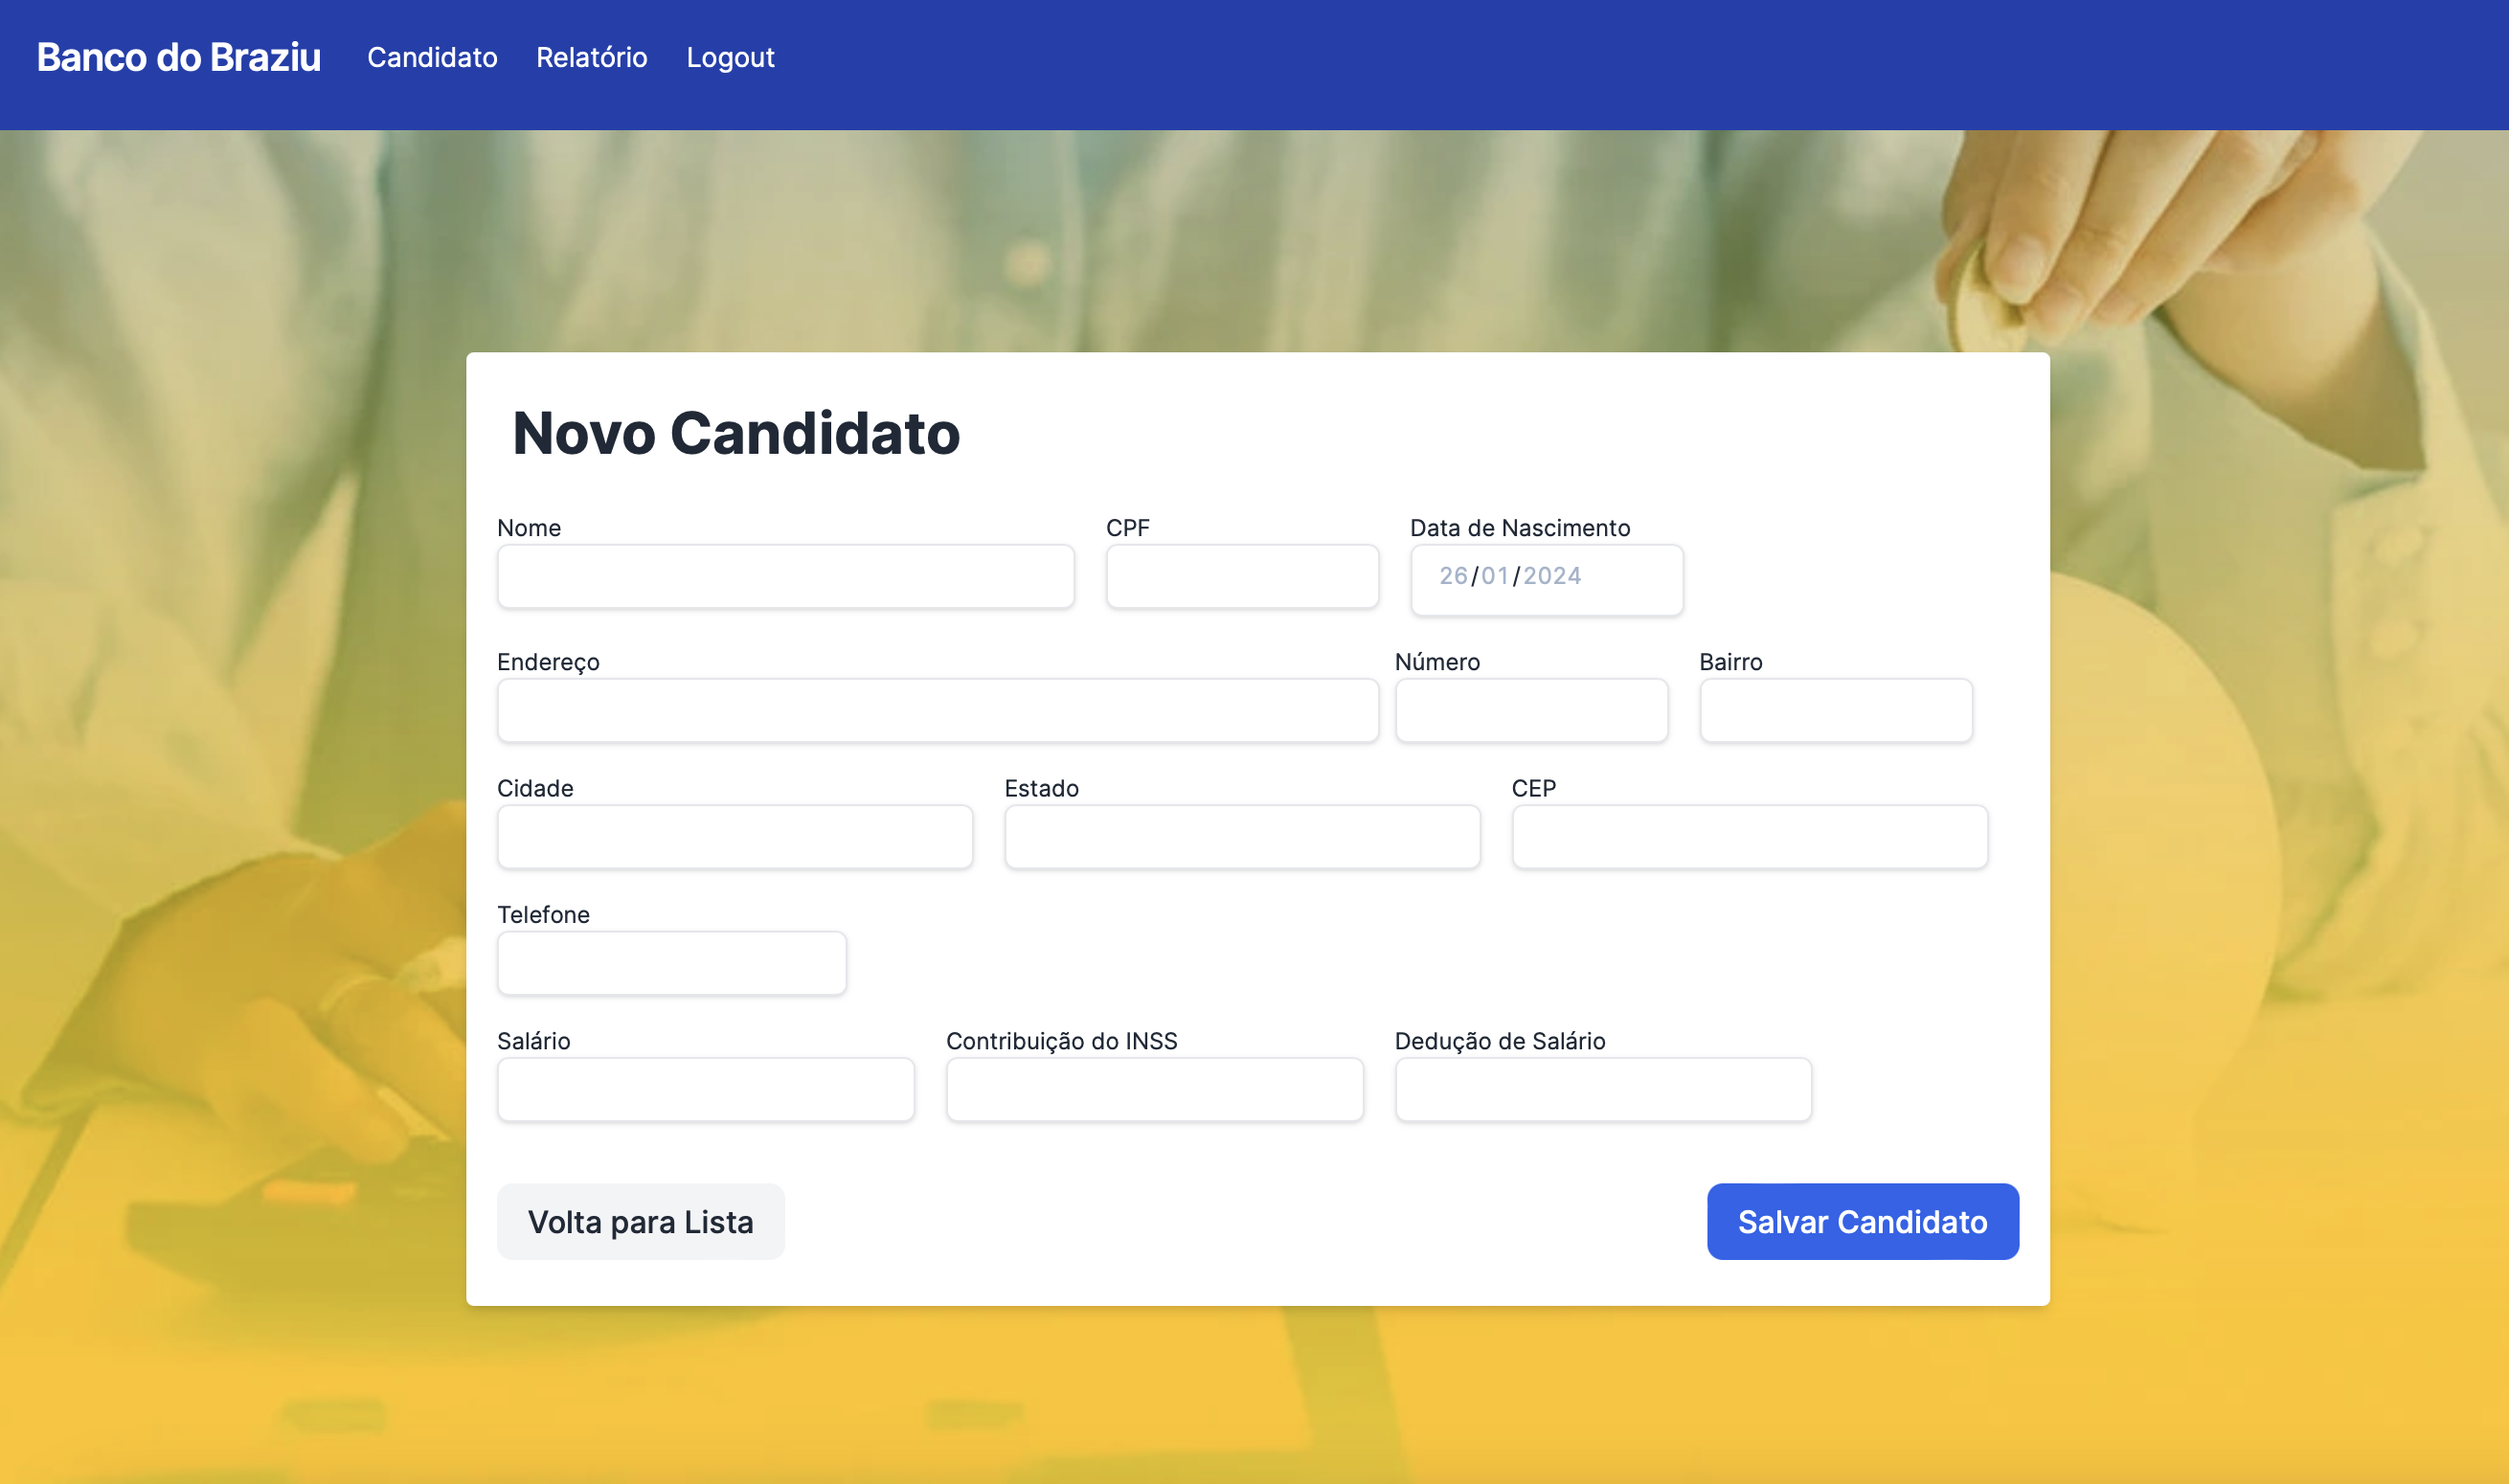 Banco do Braziu Candidato Relatório Logout
Novo Candidato
Nome CPF Data de Nascimento
26/01/2024
Endereço Número Bairro
Cidade Estado CEP
Telefone
Salário Contribuição do INSS Dedução de Salário
Volta para Lista Salvar Candidato